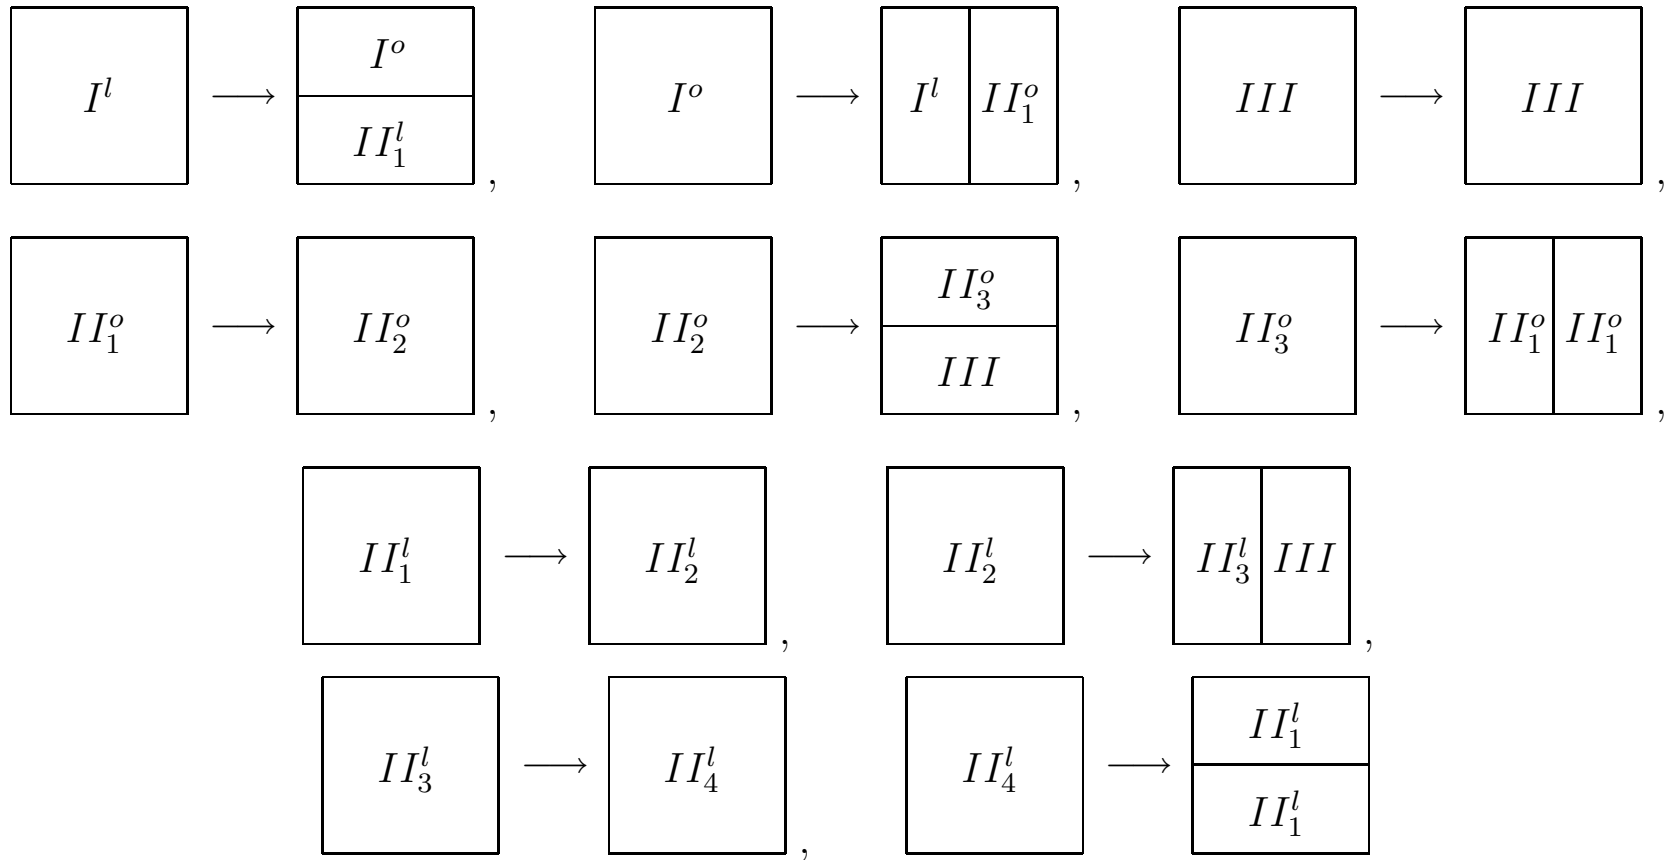 I^l ⟶ I^o II_1^l , I^o ⟶ I^l II_1^o , III ⟶ III ,
II_1^o ⟶ II_2^o , II_2^o ⟶ II_3^o III , II_3^o ⟶ II_1^o II_1^o ,
II_1^l ⟶ II_2^l , II_2^l ⟶ II_3^l III ,
II_3^l ⟶ II_4^l , II_4^l ⟶ II_1^l II_1^l